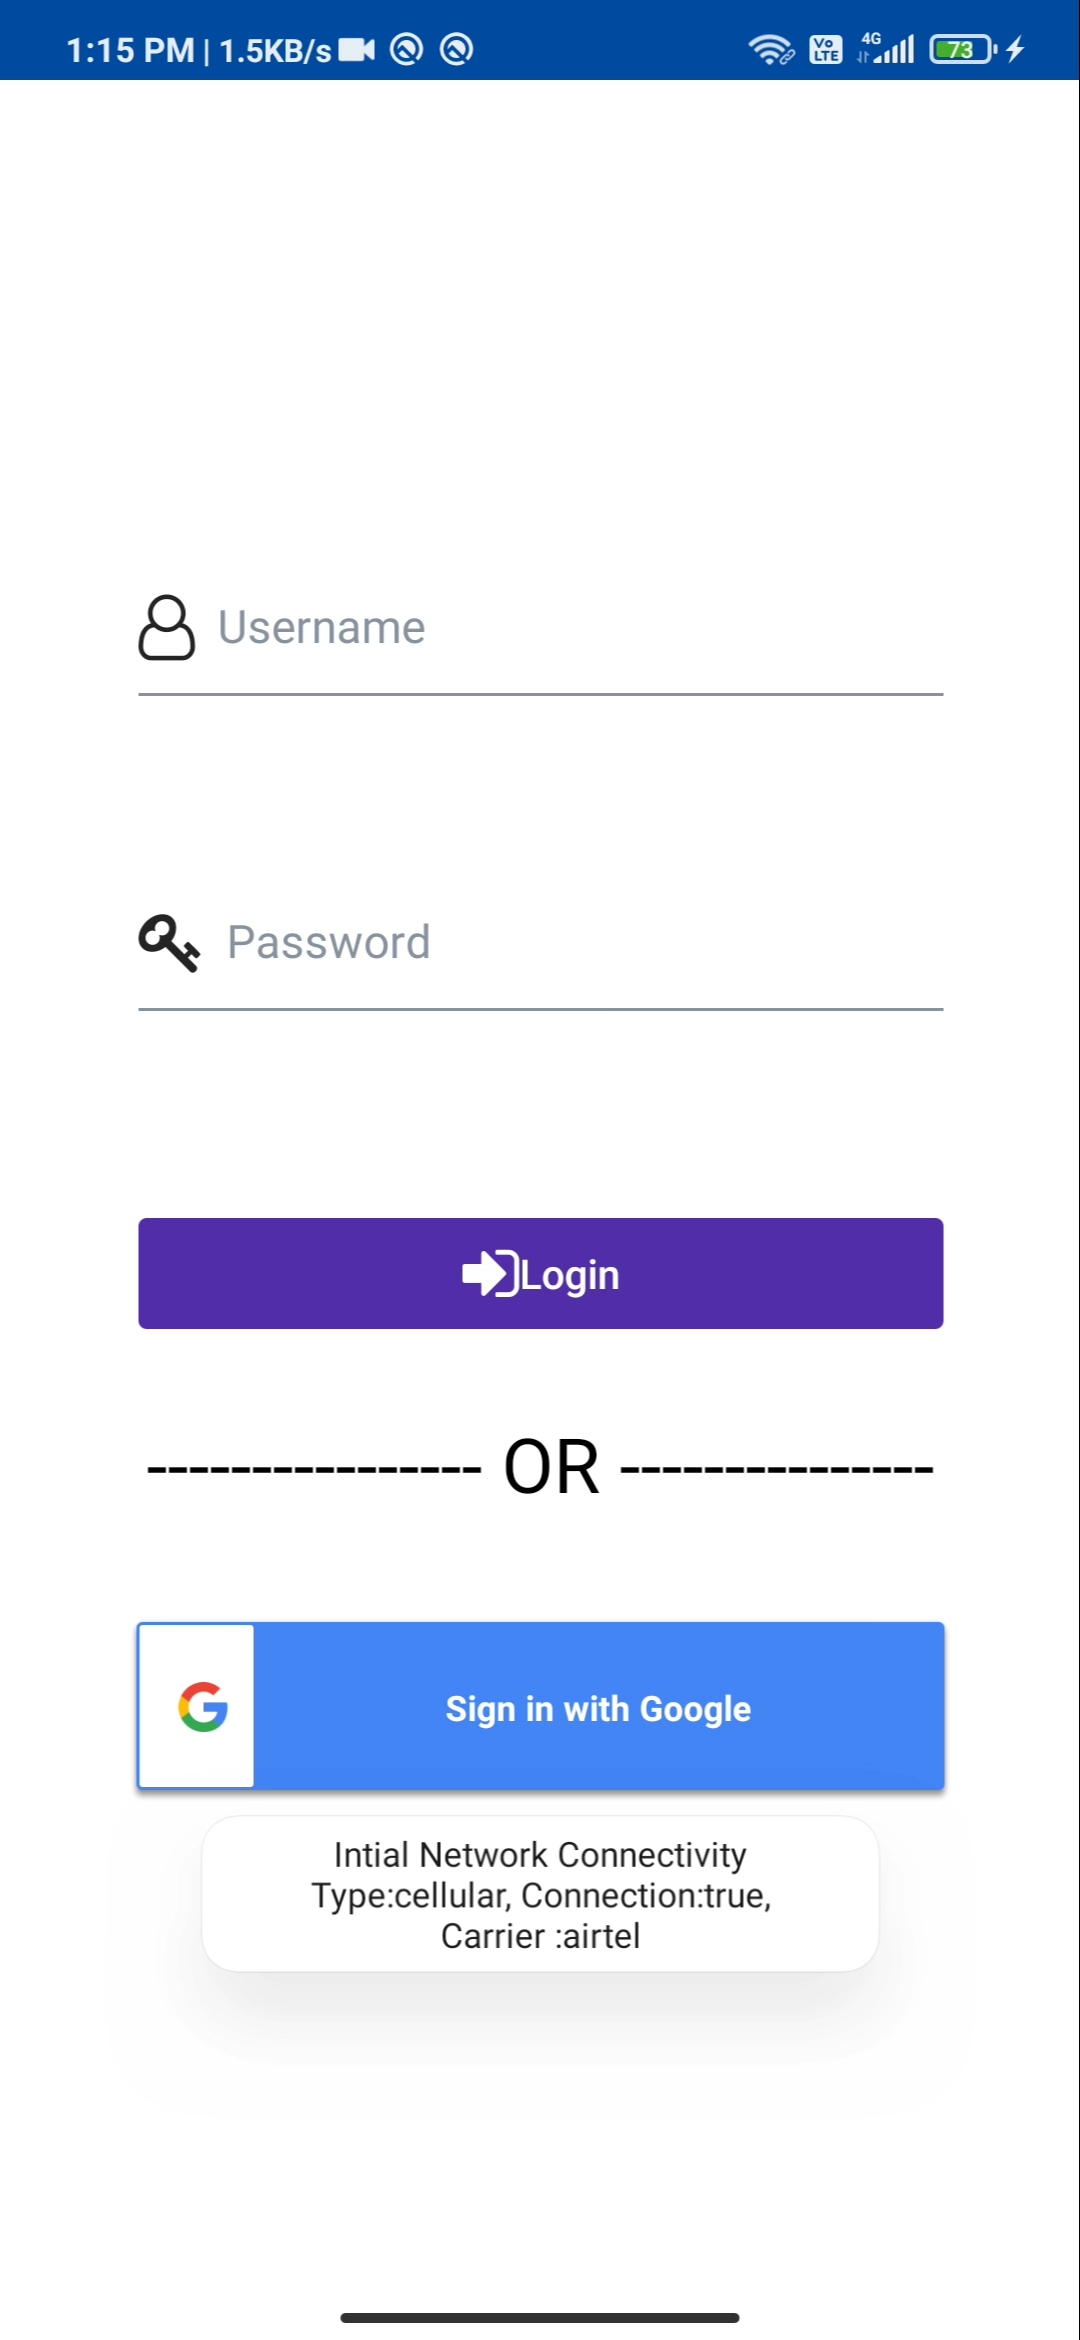 1:15 PM | 1.5KB/s
Vo LTE 4G 73
Username
Password
Login
---------------- OR ---------------
Sign in with Google
Intial Network Connectivity
Type:cellular, Connection:true,
Carrier :airtel